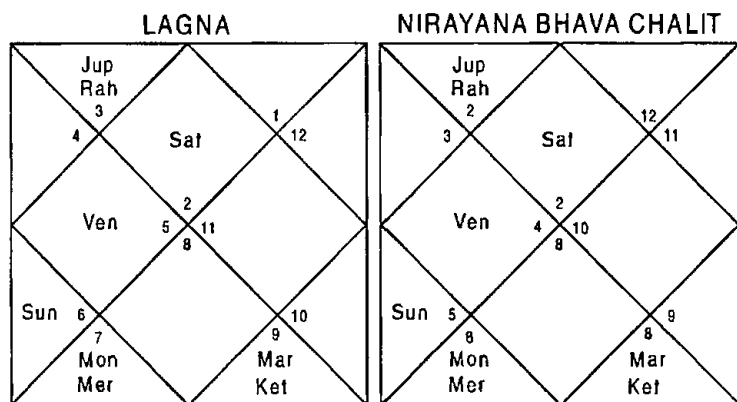 LAGNA
Jup
Rah
3
4
1
12
Sat
Ven
2
5 11
8
Sun
6
7
Mon
Mer
10
9
Mar
Ket
NIRAYANA BHAVA CHALIT
Jup
Rah
2
3
12
11
Sat
Ven
2
4 10
8
Sun
5
6
Mon
Mer
9
8
Mar
Ket